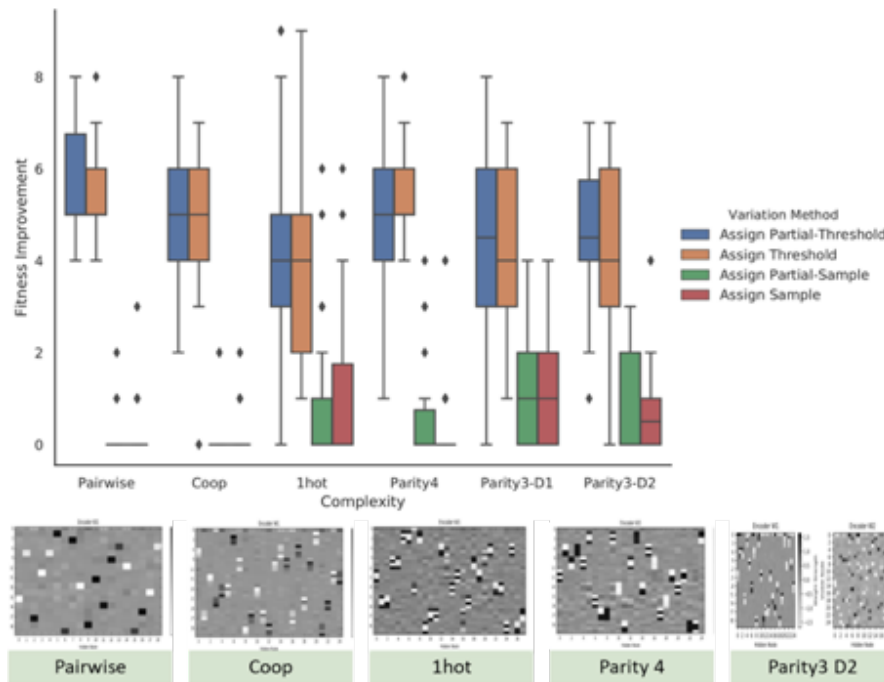 8
6
4
2
0
Fitness Improvement
Pairwise
Coop
1hot
Parity4
Parity3-D1
Parity3-D2
Complexity
Variation Method
Assign Partial-Threshold
Assign Threshold
Assign Partial-Sample
Assign Sample
Pairwise
Coop
1hot
Parity 4
Parity3 D2